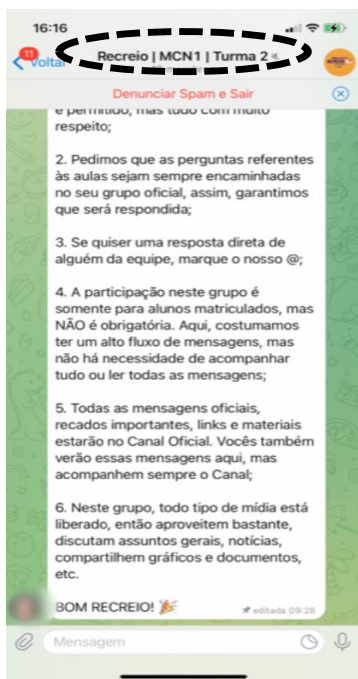 16:16
11
Voltar
Recreio | MCN1 | Turma 2
Denunciar Spam e Sair
é permitido, mas tudo com muito
respeito;
2. Pedimos que as perguntas referentes
às aulas sejam sempre encaminhadas
no seu grupo oficial, assim, garantimos
que será respondida;
3. Se quiser uma resposta direta de
alguém da equipe, marque o nosso @;
4. A participação neste grupo é
somente para alunos matriculados, mas
NÃO é obrigatória. Aqui, costumamos
ter um alto fluxo de mensagens, mas
não há necessidade de acompanhar
tudo ou ler todas as mensagens;
5. Todas as mensagens oficiais,
recados importantes, links e materiais
estarão no Canal Oficial. Vocês também
verão essas mensagens aqui, mas
acompanhem sempre o Canal;
6. Neste grupo, todo tipo de mídia está
liberado, então aproveitem bastante,
discutam assuntos gerais, notícias,
compartilhem gráficos e documentos,
etc.
BOM RECREIO! 🎉
editada 09:28
Mensagem